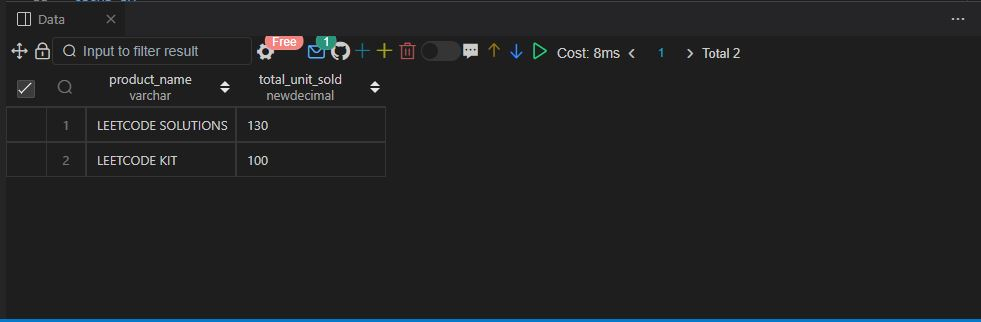 Data
Input to filter result
Free
1
Cost: 8ms
1
Total 2
product_name
varchar
total_unit_sold
newdecimal
1 LEETCODE SOLUTIONS 130
2 LEETCODE KIT 100